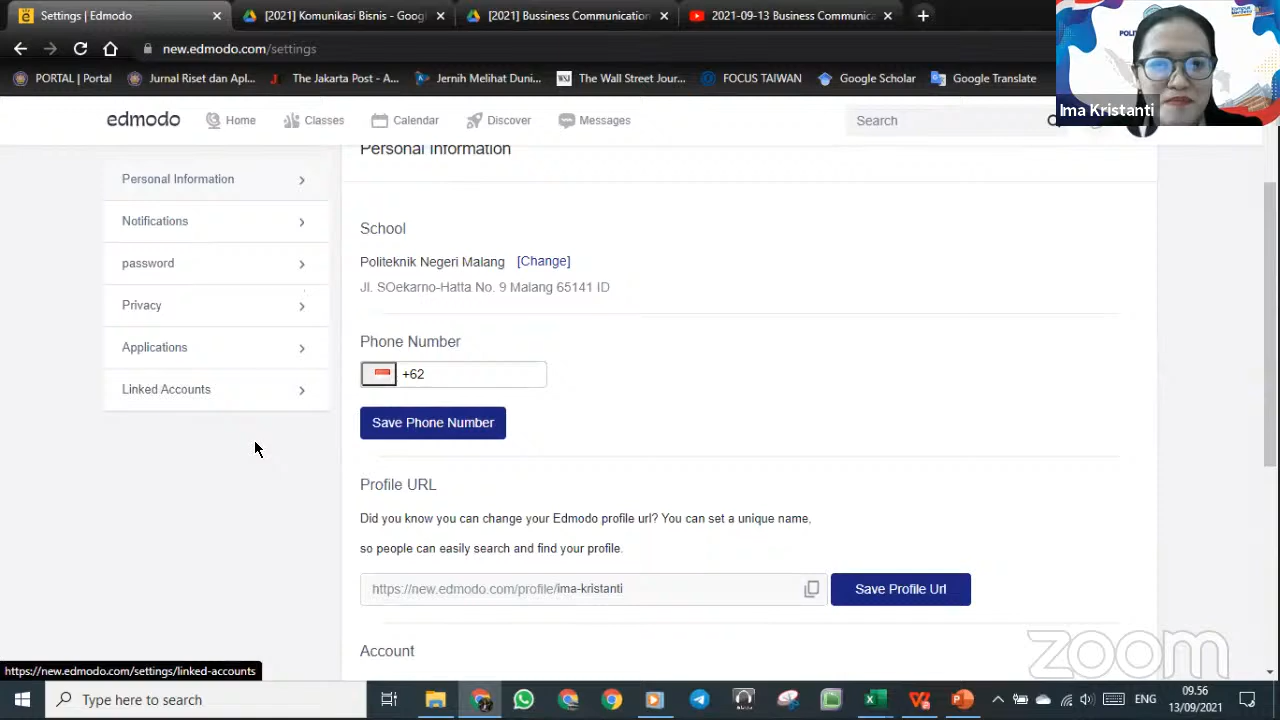 Settings | Edmodo
[2021] Komunikasi Bisnis - Goog
[2021] Business Communication
2021-09-13 Business Communica
new.edmodo.com/settings
PORTAL | Portal
Jurnal Riset dan Apl...
The Jakarta Post - A...
Jernih Melihat Duni...
WSJ
The Wall Street Jour...
FOCUS TAIWAN
Google Scholar
Google Translate
Ima Kristanti
edmodo
Home
Classes
Discover
Messages
Search
Personal Information
Personal Information
Notifications
password
Privacy
Applications
Linked Accounts
School
Politeknik Negeri Malang [Change]
Jl. SOekarno-Hatta No. 9 Malang 65141 ID
Phone Number
+62
Save Phone Number
Profile URL
Did you know you can change your Edmodo profile url? You can set a unique name,
so people can easily search and find your profile.
https://new.edmodo.com/profile/ima-kristanti
Save Profile Url
Account
zoom
https://new.edmodo.com/settings/linked-accounts
Type here to search
ENG
09.56
13/09/2021